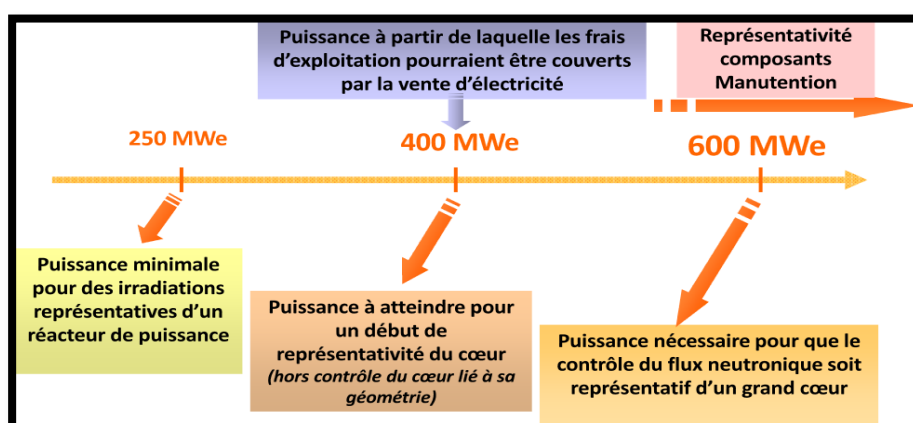 Puissance à partir de laquelle les frais
d'exploitation pourraient être couverts
par la vente d'électricité
Représentativité
composants
Manutention
250 MWe
400 MWe
600 MWe
Puissance minimale
pour des irradiations
représentatives d'un
réacteur de puissance
Puissance à atteindre pour
un début de
représentativité du cœur
(hors contrôle du cœur lié à sa
géométrie)
Puissance nécessaire pour que le
contrôle du flux neutronique soit
représentatif d'un grand cœur